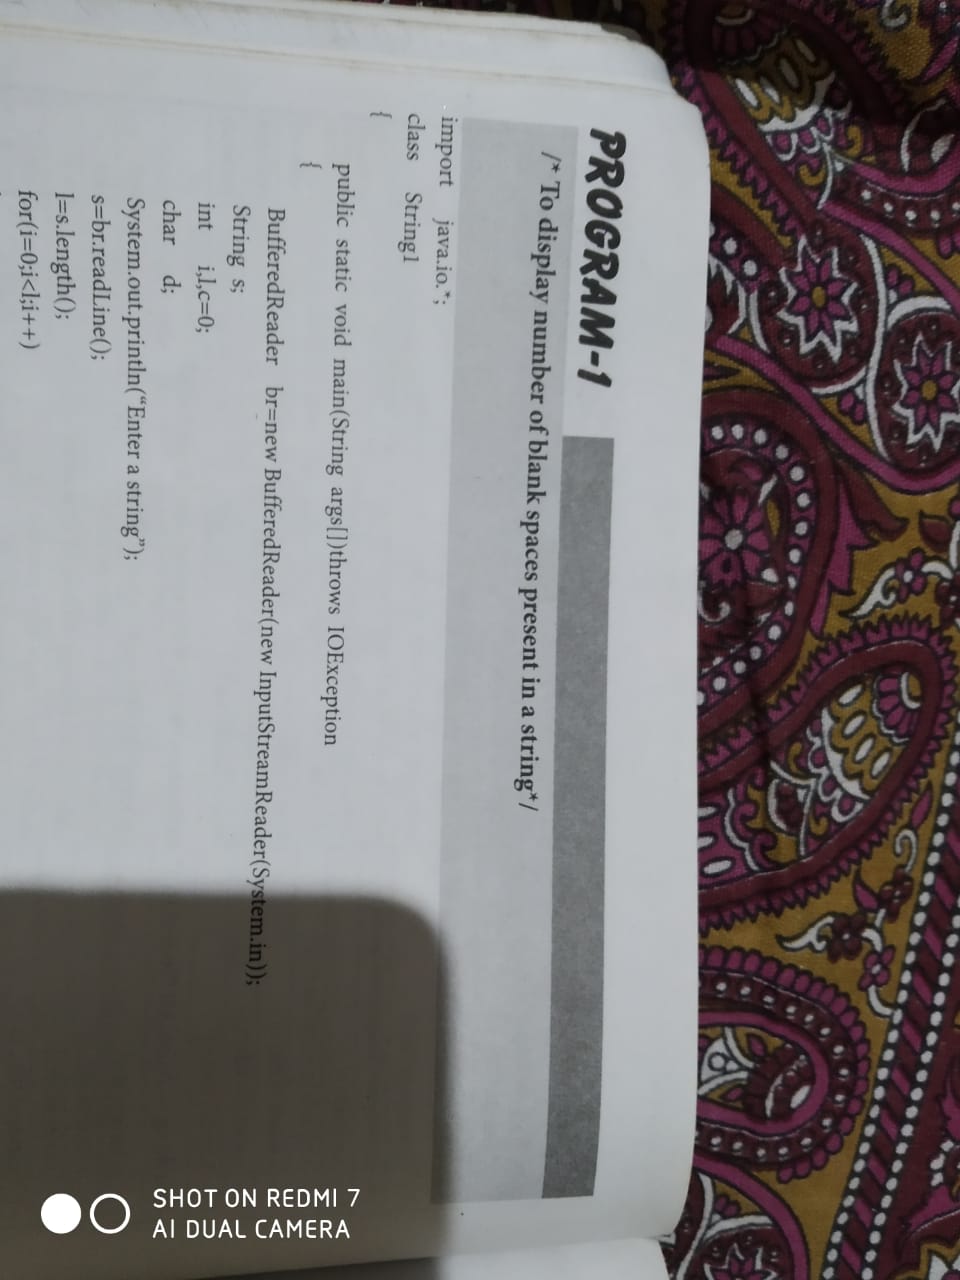 PROGRAM-1
/* To display number of blank spaces present in a string*/
import java.io.*;
class String1
{
public static void main(String args[])throws IOException
{
BufferedReader br=new BufferedReader(new InputStreamReader(System.in));
String s;
int i,l,c=0;
char d;
System.out.println("Enter a string");
s=br.readLine();
l=s.length();
for(i=0;i<l;i++)
SHOT ON REDMI 7
AI DUAL CAMERA